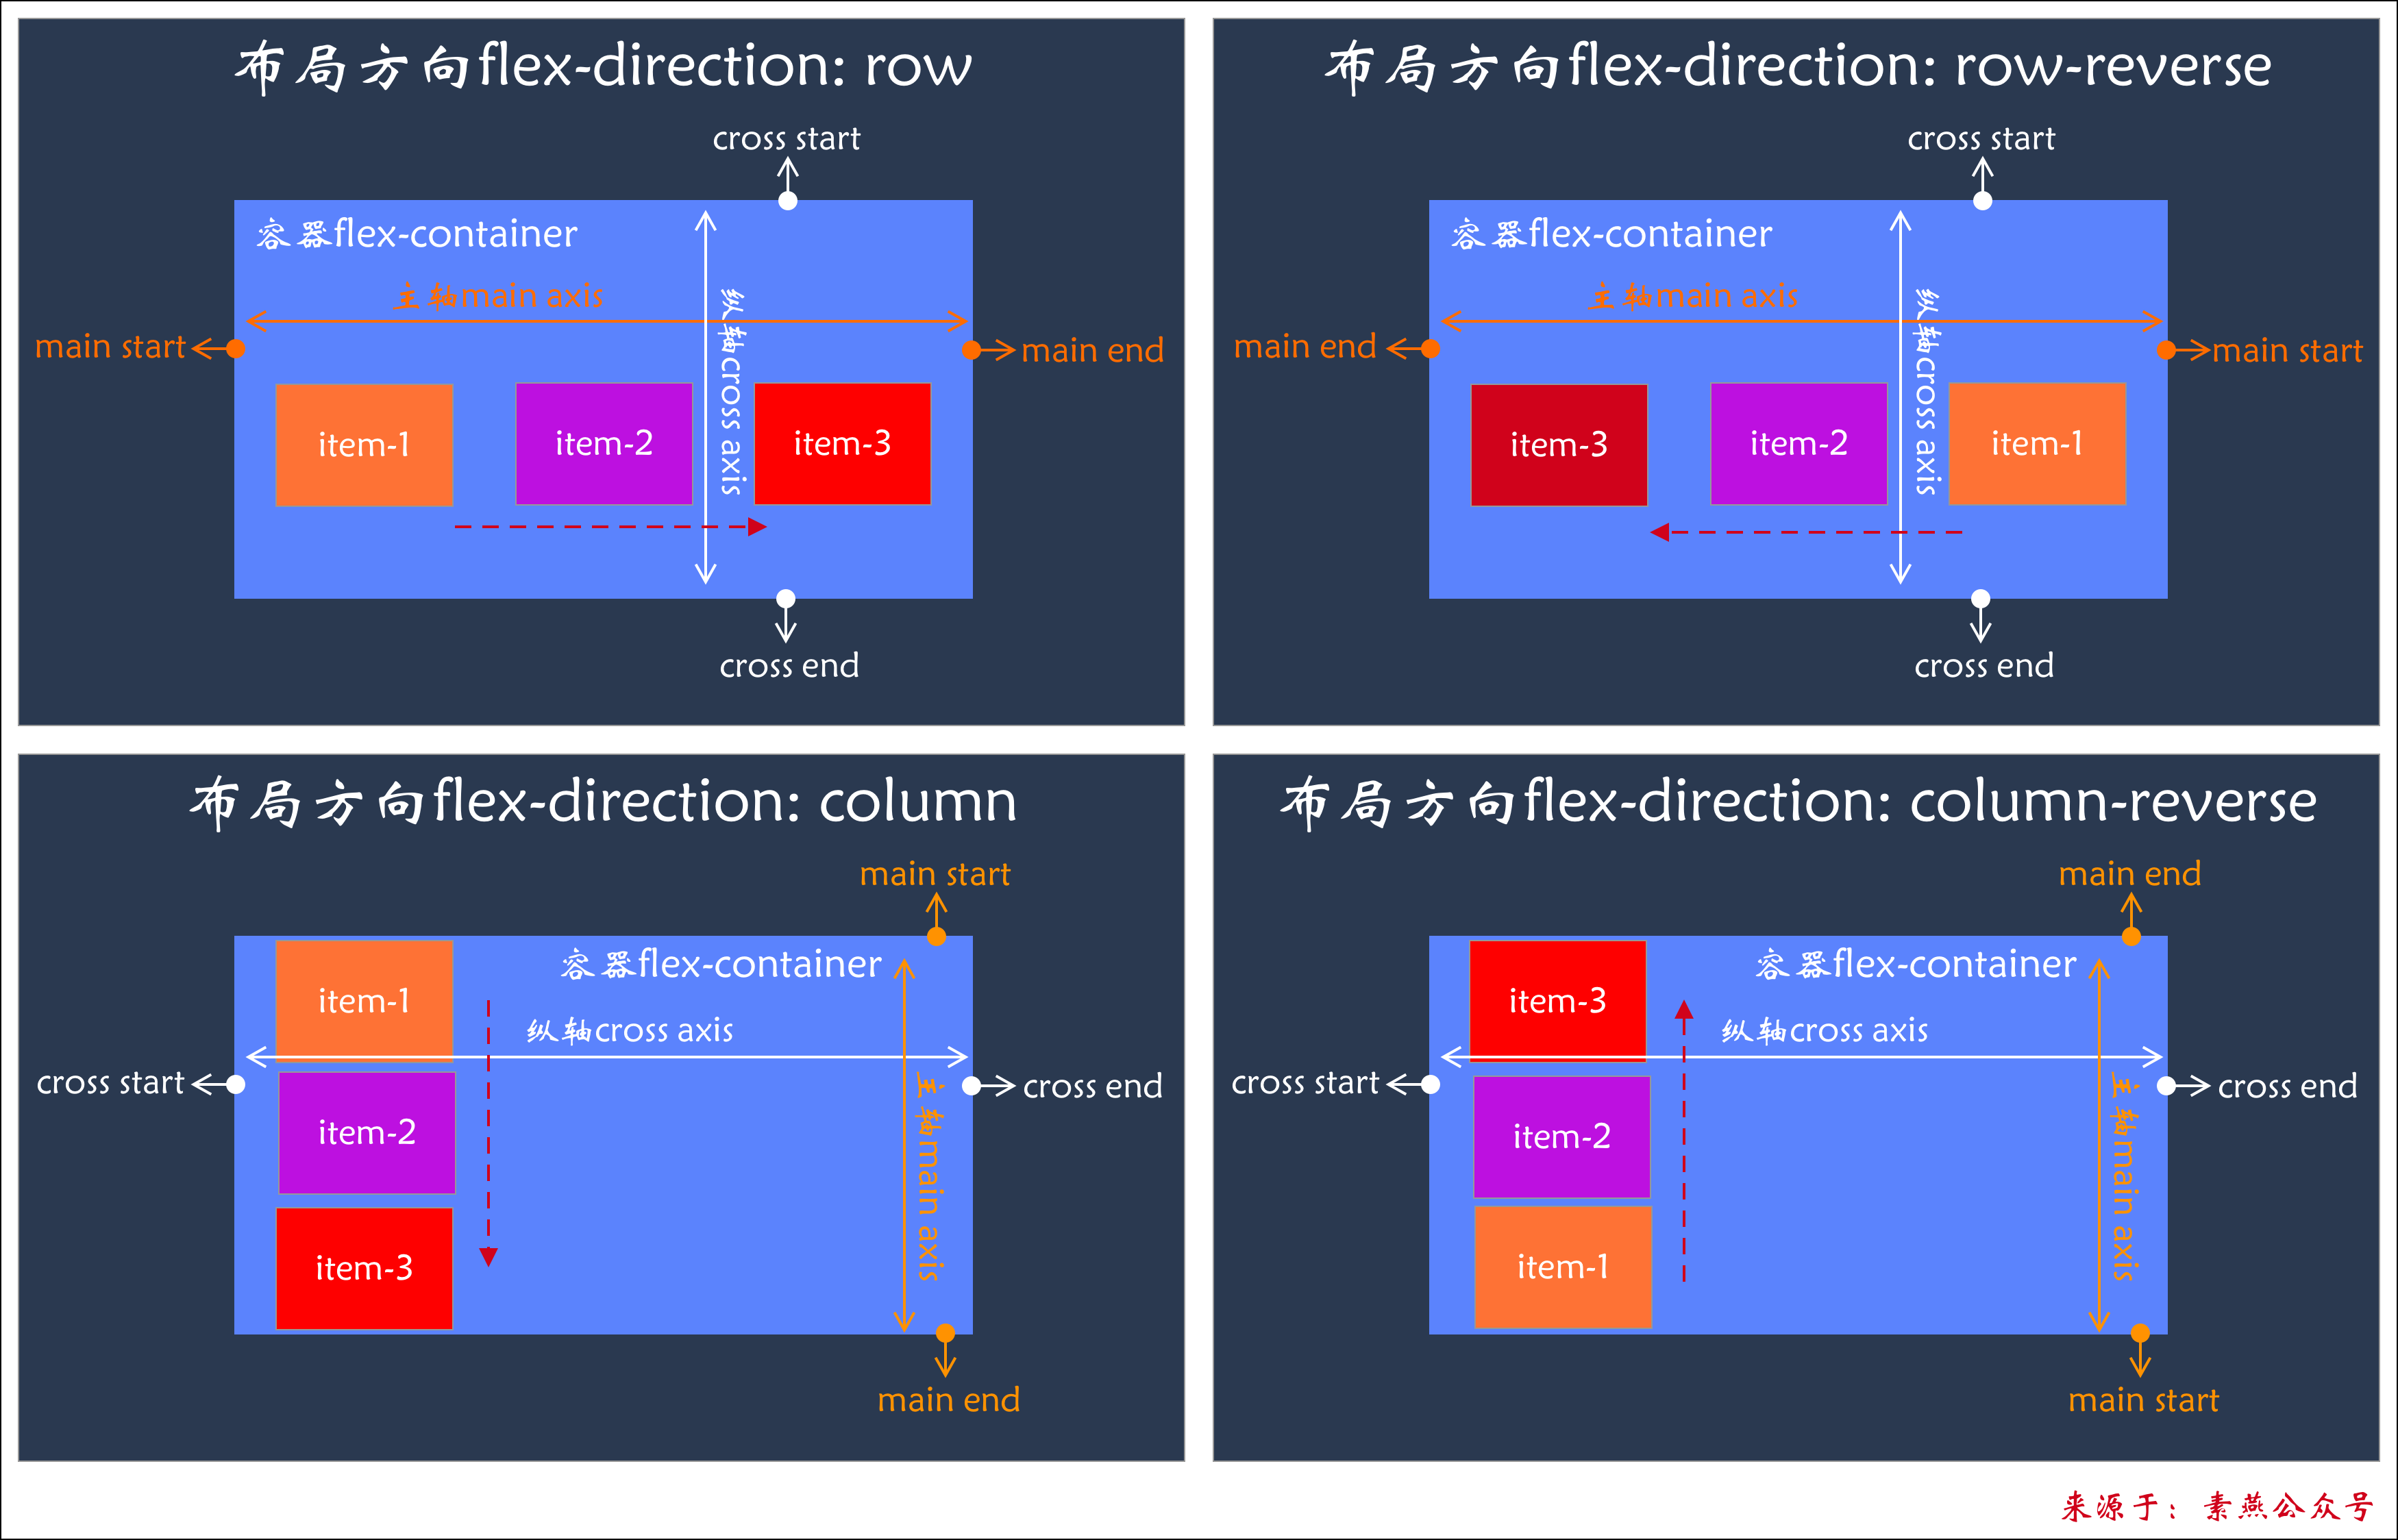 布局方向flex-direction: row
cross start
容器flex-container
主轴main axis
纵轴cross axis
main start
main end
item-1
item-2
item-3
cross end
布局方向flex-direction: row-reverse
cross start
容器flex-container
主轴main axis
纵轴cross axis
main end
main start
item-3
item-2
item-1
cross end
布局方向flex-direction: column
main start
容器flex-container
item-1
纵轴cross axis
cross start
cross end
主轴main axis
item-2
item-3
main end
布局方向flex-direction: column-reverse
main end
容器flex-container
item-3
纵轴cross axis
cross start
cross end
主轴main axis
item-2
item-1
main start
来源于：素燕公众号